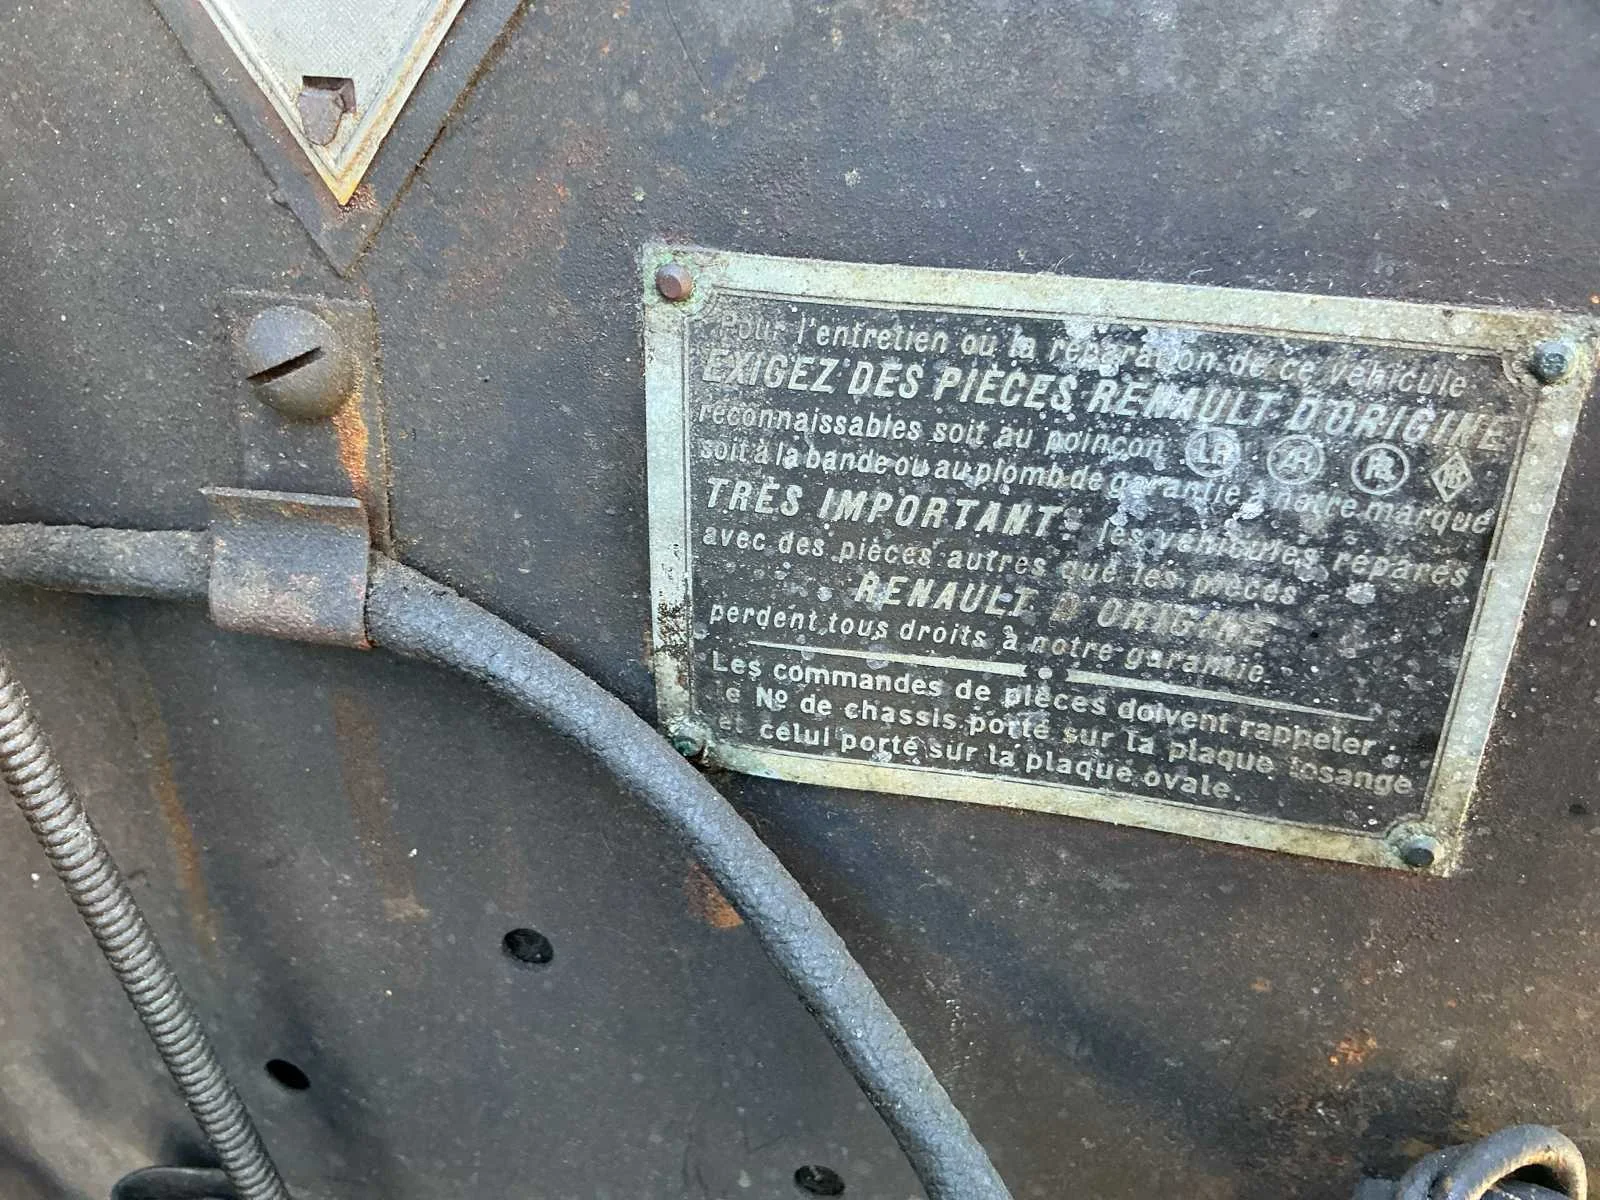 Pour l'entretien ou la réparation de ce véhicule
EXIGEZ DES PIÈCES RENAULT D'ORIGINE
reconnaissables soit au poinçon LR RL
soit à la bande ou au plomb de garantie à notre marque
TRÈS IMPORTANT : les véhicules réparés
avec des pièces autres que les pièces
RENAULT D'ORIGINE
perdent tous droits à notre garantie.
Les commandes de pièces doivent rappeler :
le Nº de chassis porté sur la plaque losange
et celui porté sur la plaque ovale.